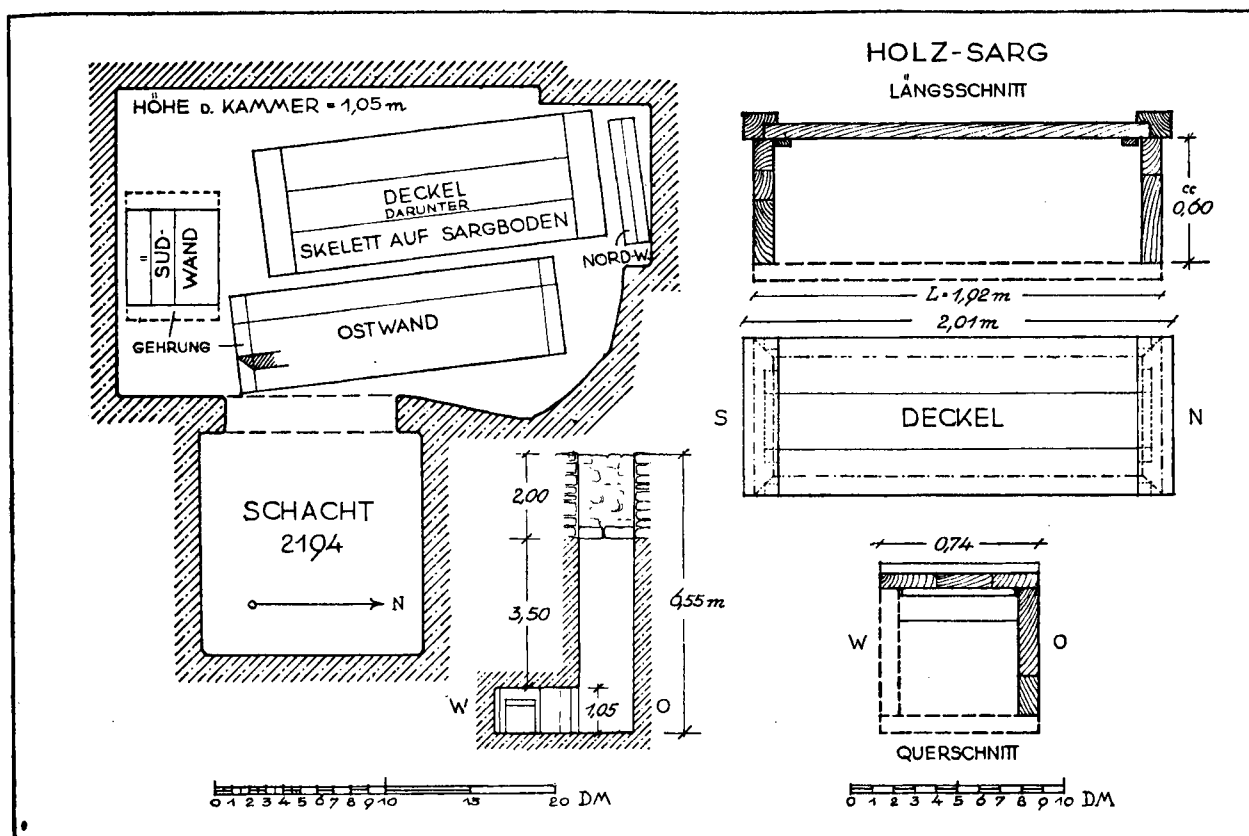 HÖHE D. KAMMER = 1,05 m
DECKEL
DARUNTER
SKELETT AUF SARGBODEN
NORD-W.
SÜD-
WAND
GEHRUNG
OSTWAND
SCHACHT
2194
N
2,00
3,50
6,55 m
1,05
W
O
0 1 2 3 4 5 6 7 8 9 10 15 20 DM
HOLZ-SARG
LÄNGSSCHNITT
cc
0,60
L = 1,92 m
2,01 m
S
DECKEL
N
0,74
W
O
QUERSCHNITT
0 1 2 3 4 5 6 7 8 9 10 DM